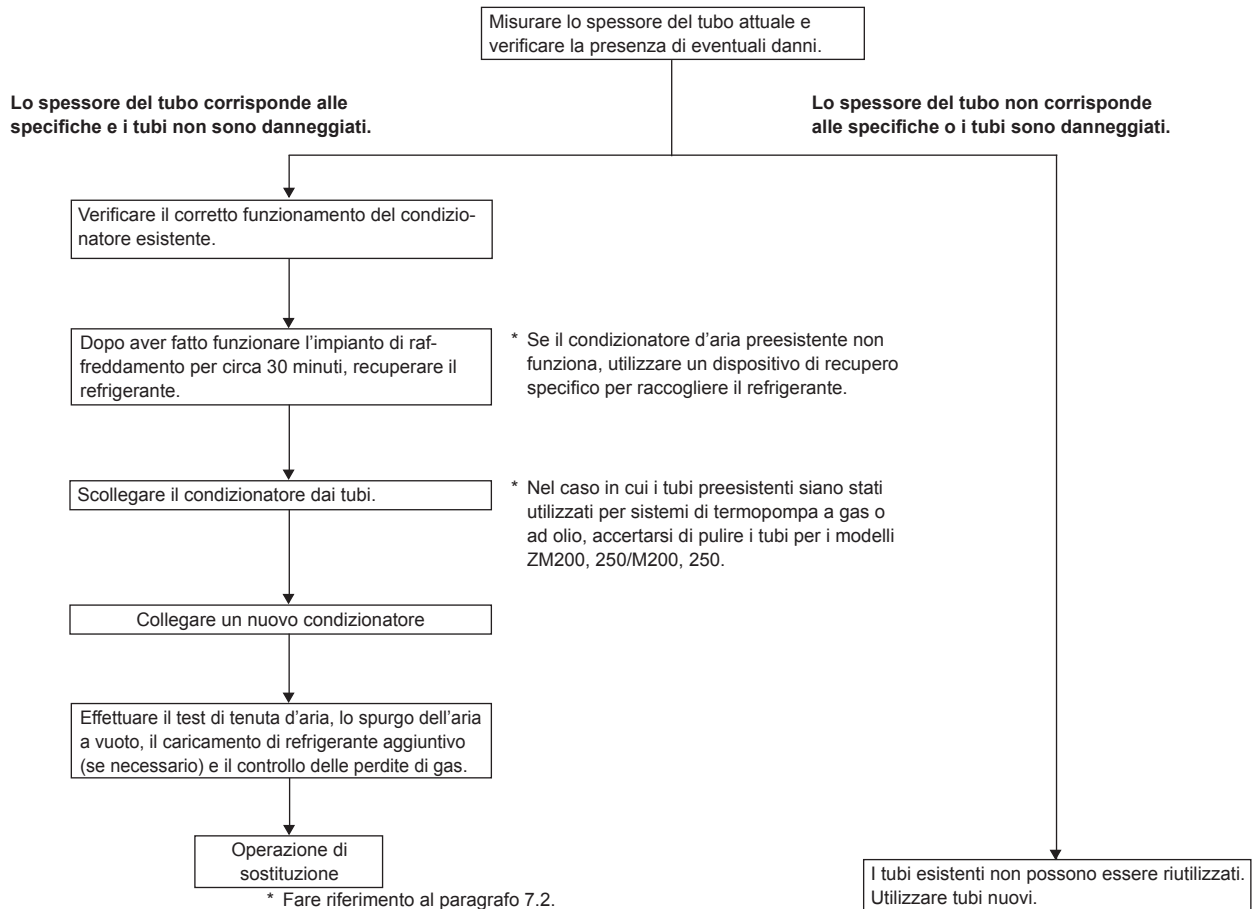 Misurare lo spessore del tubo attuale e
verificare la presenza di eventuali danni.
Lo spessore del tubo corrisponde alle
specifiche e i tubi non sono danneggiati.
Lo spessore del tubo non corrisponde
alle specifiche o i tubi sono danneggiati.
Verificare il corretto funzionamento del condizio-
natore esistente.
Dopo aver fatto funzionare l'impianto di raf-
freddamento per circa 30 minuti, recuperare il
refrigerante.
* Se il condizionatore d'aria preesistente non
funziona, utilizzare un dispositivo di recupero
specifico per raccogliere il refrigerante.
Scollegare il condizionatore dai tubi.
* Nel caso in cui i tubi preesistenti siano stati
utilizzati per sistemi di termopompa a gas o
ad olio, accertarsi di pulire i tubi per i modelli
ZM200, 250/M200, 250.
Collegare un nuovo condizionatore
Effettuare il test di tenuta d'aria, lo spurgo dell'aria
a vuoto, il caricamento di refrigerante aggiuntivo
(se necessario) e il controllo delle perdite di gas.
Operazione di
sostituzione
* Fare riferimento al paragrafo 7.2.
I tubi esistenti non possono essere riutilizzati.
Utilizzare tubi nuovi.